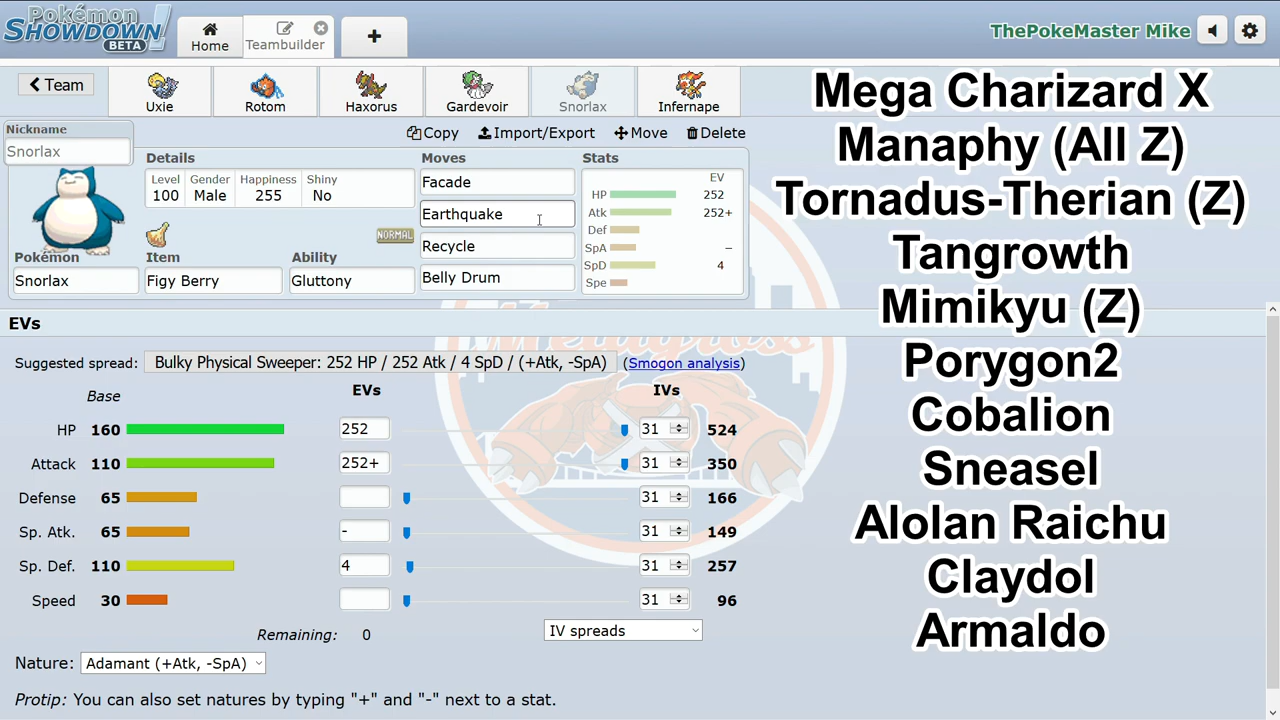 Pokémon
SHOWDOWN!
BETA
Home
Teambuilder
+
ThePokeMaster Mike
Team
Uxie
Rotom
Haxorus
Gardevoir
Snorlax
Infernape
Copy
Import/Export
Move
Delete
Nickname
Snorlax
Details
Level
100
Gender
Male
Happiness
255
Shiny
No
NORMAL
Pokémon
Snorlax
Item
Figy Berry
Ability
Gluttony
Moves
Facade
Earthquake
Recycle
Belly Drum
Stats
EV
HP 252
Atk 252+
Def
SpA –
SpD 4
Spe
EVs
Suggested spread: Bulky Physical Sweeper: 252 HP / 252 Atk / 4 SpD / (+Atk, -SpA) (Smogon analysis)
Base EVs IVs
HP 160 252 31 524
Attack 110 252+ 31 350
Defense 65 31 166
Sp. Atk. 65 - 31 149
Sp. Def. 110 4 31 257
Speed 30 31 96
Remaining: 0 IV spreads
Nature: Adamant (+Atk, -SpA)
Protip: You can also set natures by typing "+" and "-" next to a stat.
Metagross
Mega Charizard X
Manaphy (All Z)
Tornadus-Therian (Z)
Tangrowth
Mimikyu (Z)
Porygon2
Cobalion
Sneasel
Alolan Raichu
Claydol
Armaldo